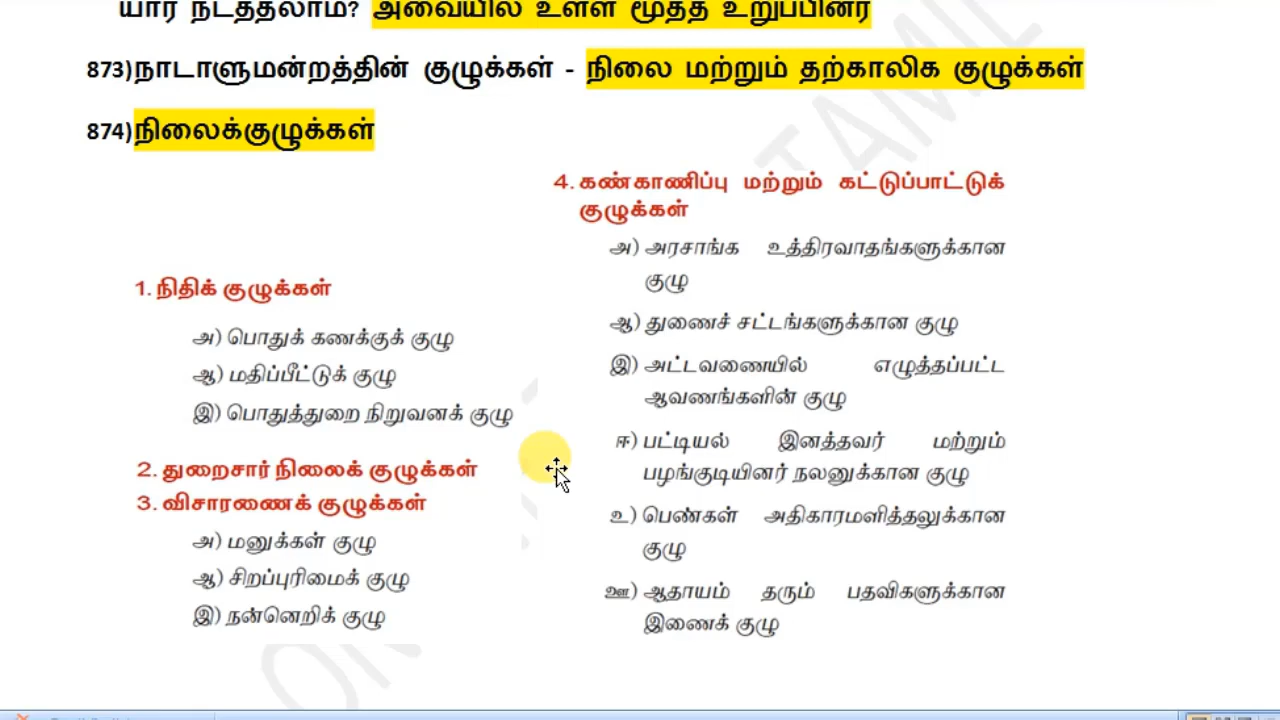 யார் நடத்தலாம்? அவையில் உள்ள மூத்த உறுப்பினர்
873)நாடாளுமன்றத்தின் குழுக்கள் - நிலை மற்றும் தற்காலிக குழுக்கள்
874)நிலைக்குழுக்கள்
1. நிதிக் குழுக்கள்
அ) பொதுக் கணக்குக் குழு
ஆ) மதிப்பீட்டுக் குழு
இ) பொதுத்துறை நிறுவனக் குழு
2. துறைசார் நிலைக் குழுக்கள்
3. விசாரணைக் குழுக்கள்
அ) மனுக்கள் குழு
ஆ) சிறப்புரிமைக் குழு
இ) நன்னெறிக் குழு
4. கண்காணிப்பு மற்றும் கட்டுப்பாட்டுக்
குழுக்கள்
அ) அரசாங்க உத்திரவாதங்களுக்கான
குழு
ஆ) துணைச் சட்டங்களுக்கான குழு
இ) அட்டவணையில் எழுத்தப்பட்ட
ஆவணங்களின் குழு
ஈ) பட்டியல் இனத்தவர் மற்றும்
பழங்குடியினர் நலனுக்கான குழு
உ) பெண்கள் அதிகாரமளித்தலுக்கான
குழு
ஊ) ஆதாயம் தரும் பதவிகளுக்கான
இணைக் குழு
TAMIL